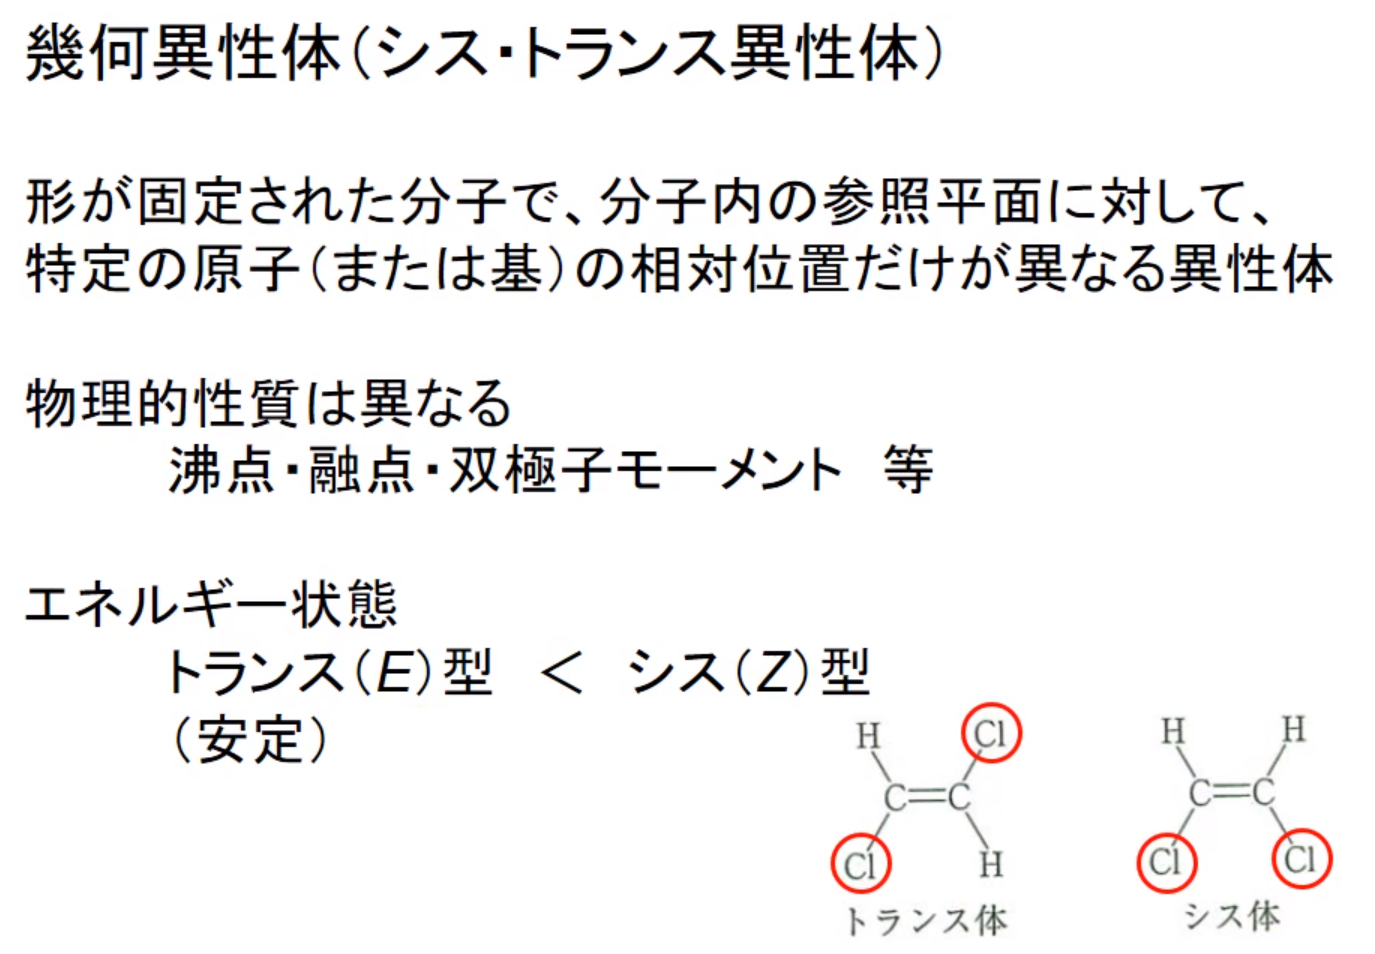 幾何異性体(シス・トランス異性体)
形が固定された分子で、分子内の参照平面に対して、
特定の原子(または基)の相対位置だけが異なる異性体
物理的性質は異なる
沸点・融点・双極子モーメント　等
エネルギー状態
トランス(E)型　＜　シス(Z)型
(安定)
H Cl
C=C
Cl H
トランス体
H H
C=C
Cl Cl
シス体